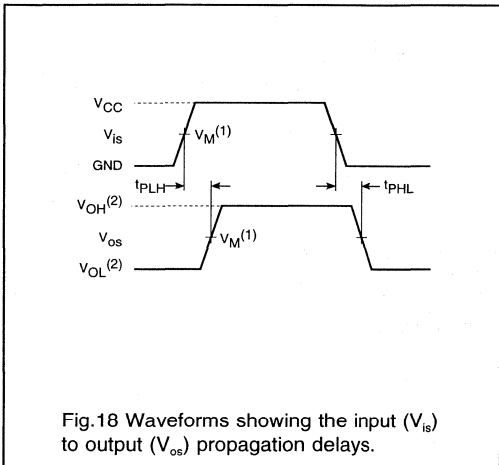 VCC
Vis
VM(1)
GND
tPLH
tPHL
VOH(2)
Vos
VM(1)
VOL(2)
Fig.18 Waveforms showing the input (Vis)
to output (Vos) propagation delays.